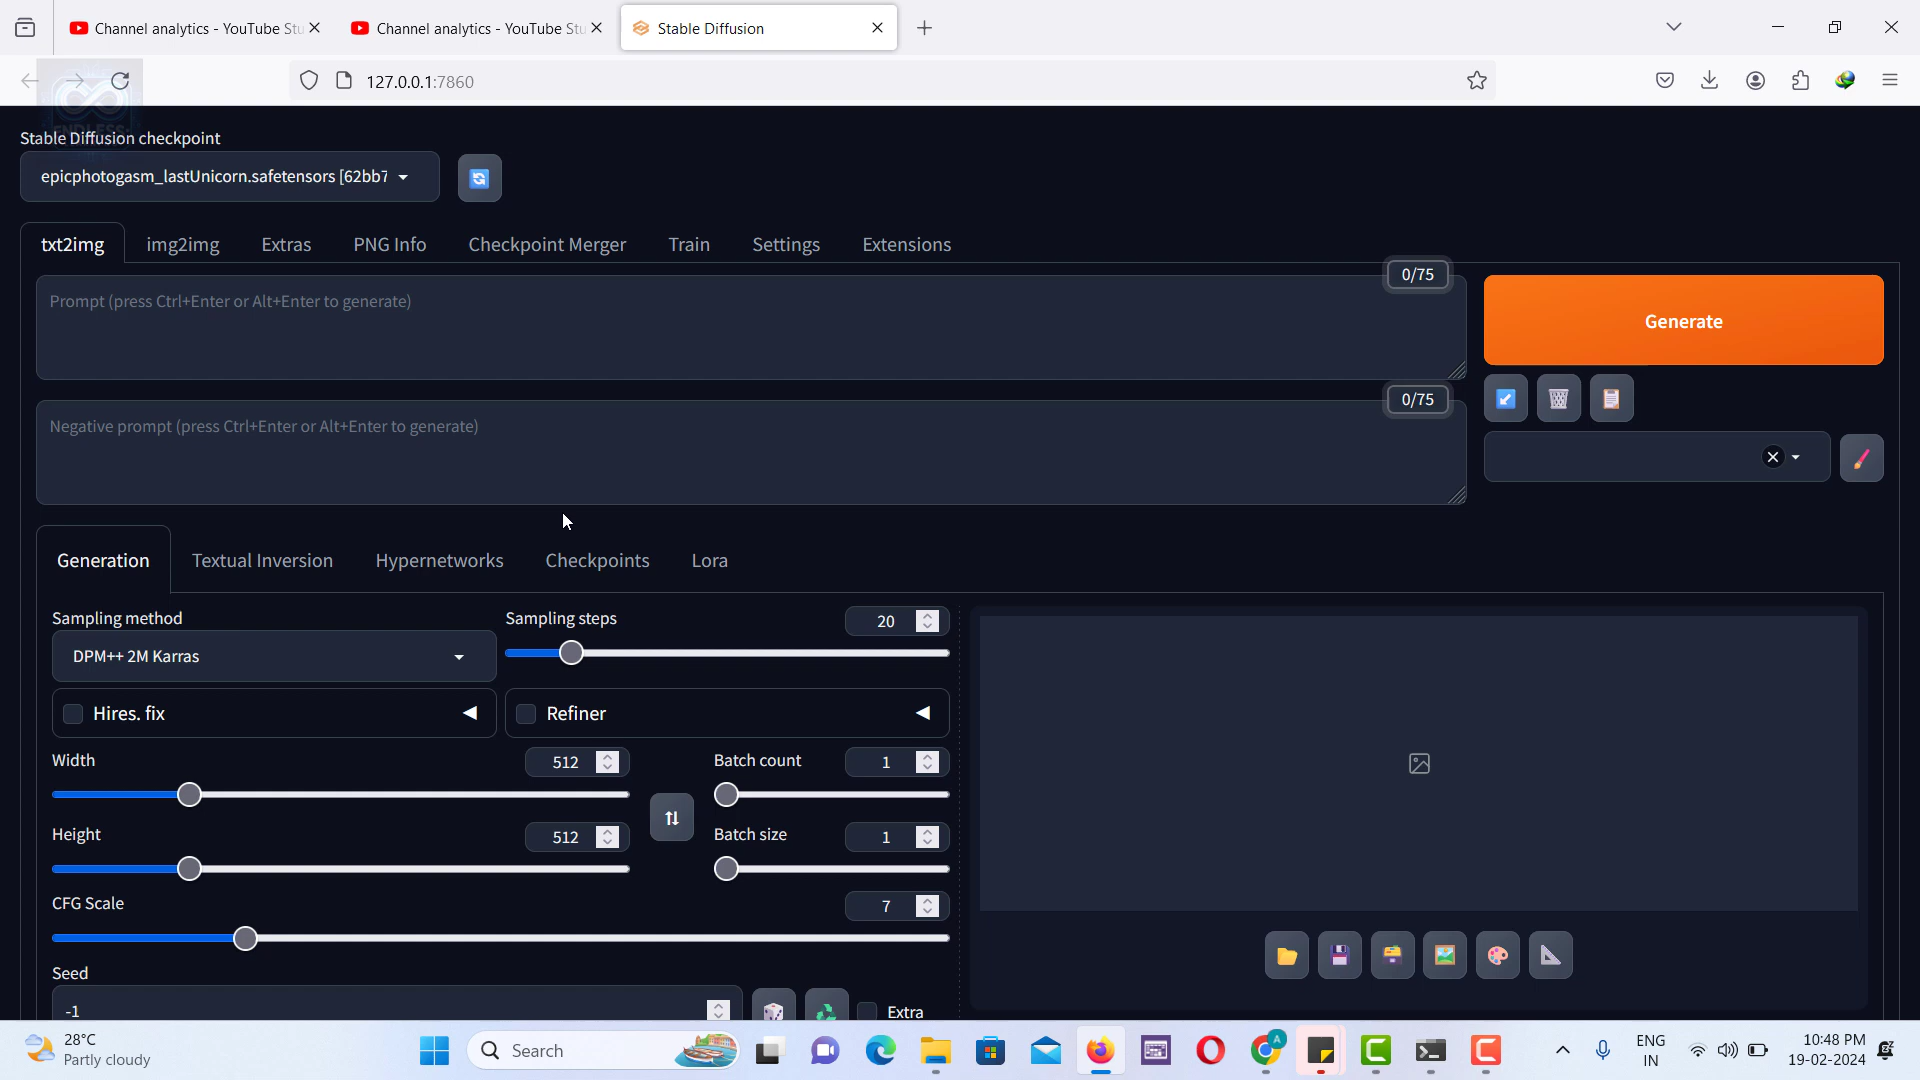 Channel analytics - YouTube Stu
Channel analytics - YouTube Stu
Stable Diffusion
127.0.0.1:7860
ENDLESS
Stable Diffusion checkpoint
epicphotogasm_lastUnicorn.safetensors [62bb7
txt2img
img2img
Extras
PNG Info
Checkpoint Merger
Train
Settings
Extensions
0/75
Prompt (press Ctrl+Enter or Alt+Enter to generate)
Generate
0/75
Negative prompt (press Ctrl+Enter or Alt+Enter to generate)
Generation
Textual Inversion
Hypernetworks
Checkpoints
Lora
Sampling method
Sampling steps
20
DPM++ 2M Karras
Hires. fix
Refiner
Width
512
Batch count
1
Height
512
Batch size
1
CFG Scale
7
Seed
-1
Extra
28°C
Partly cloudy
Search
ENG
IN
10:48 PM
19-02-2024